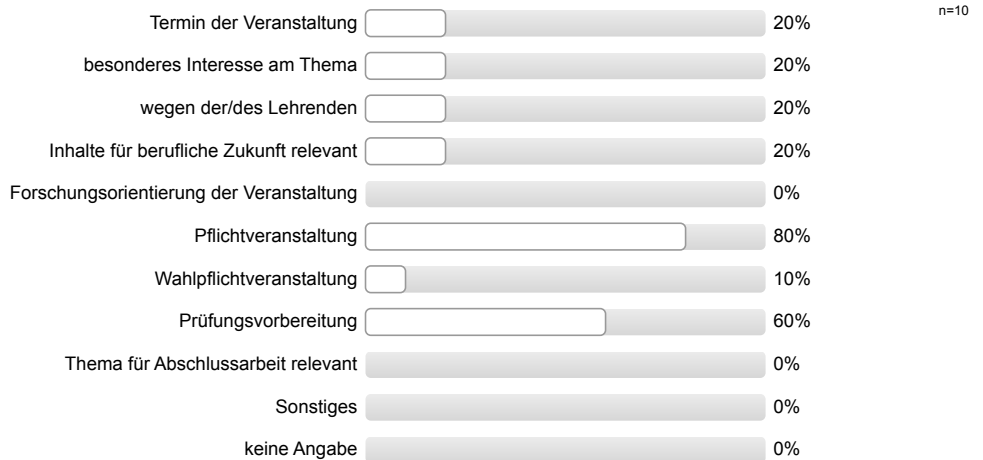 n=10
Termin der Veranstaltung 20%
besonderes Interesse am Thema 20%
wegen der/des Lehrenden 20%
Inhalte für berufliche Zukunft relevant 20%
Forschungsorientierung der Veranstaltung 0%
Pflichtveranstaltung 80%
Wahlpflichtveranstaltung 10%
Prüfungsvorbereitung 60%
Thema für Abschlussarbeit relevant 0%
Sonstiges 0%
keine Angabe 0%